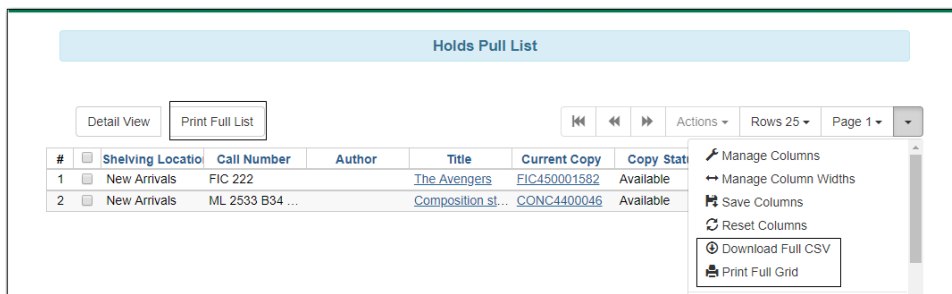 Holds Pull List
Detail View Print Full List Actions Rows 25 Page 1
# Shelving Locatio Call Number Author Title Current Copy Copy Stat
1 New Arrivals FIC 222 The Avengers FIC450001582 Available
2 New Arrivals ML 2533 B34 ... Composition st... CONC4400046 Available
Manage Columns
Manage Column Widths
Save Columns
Reset Columns
Download Full CSV
Print Full Grid